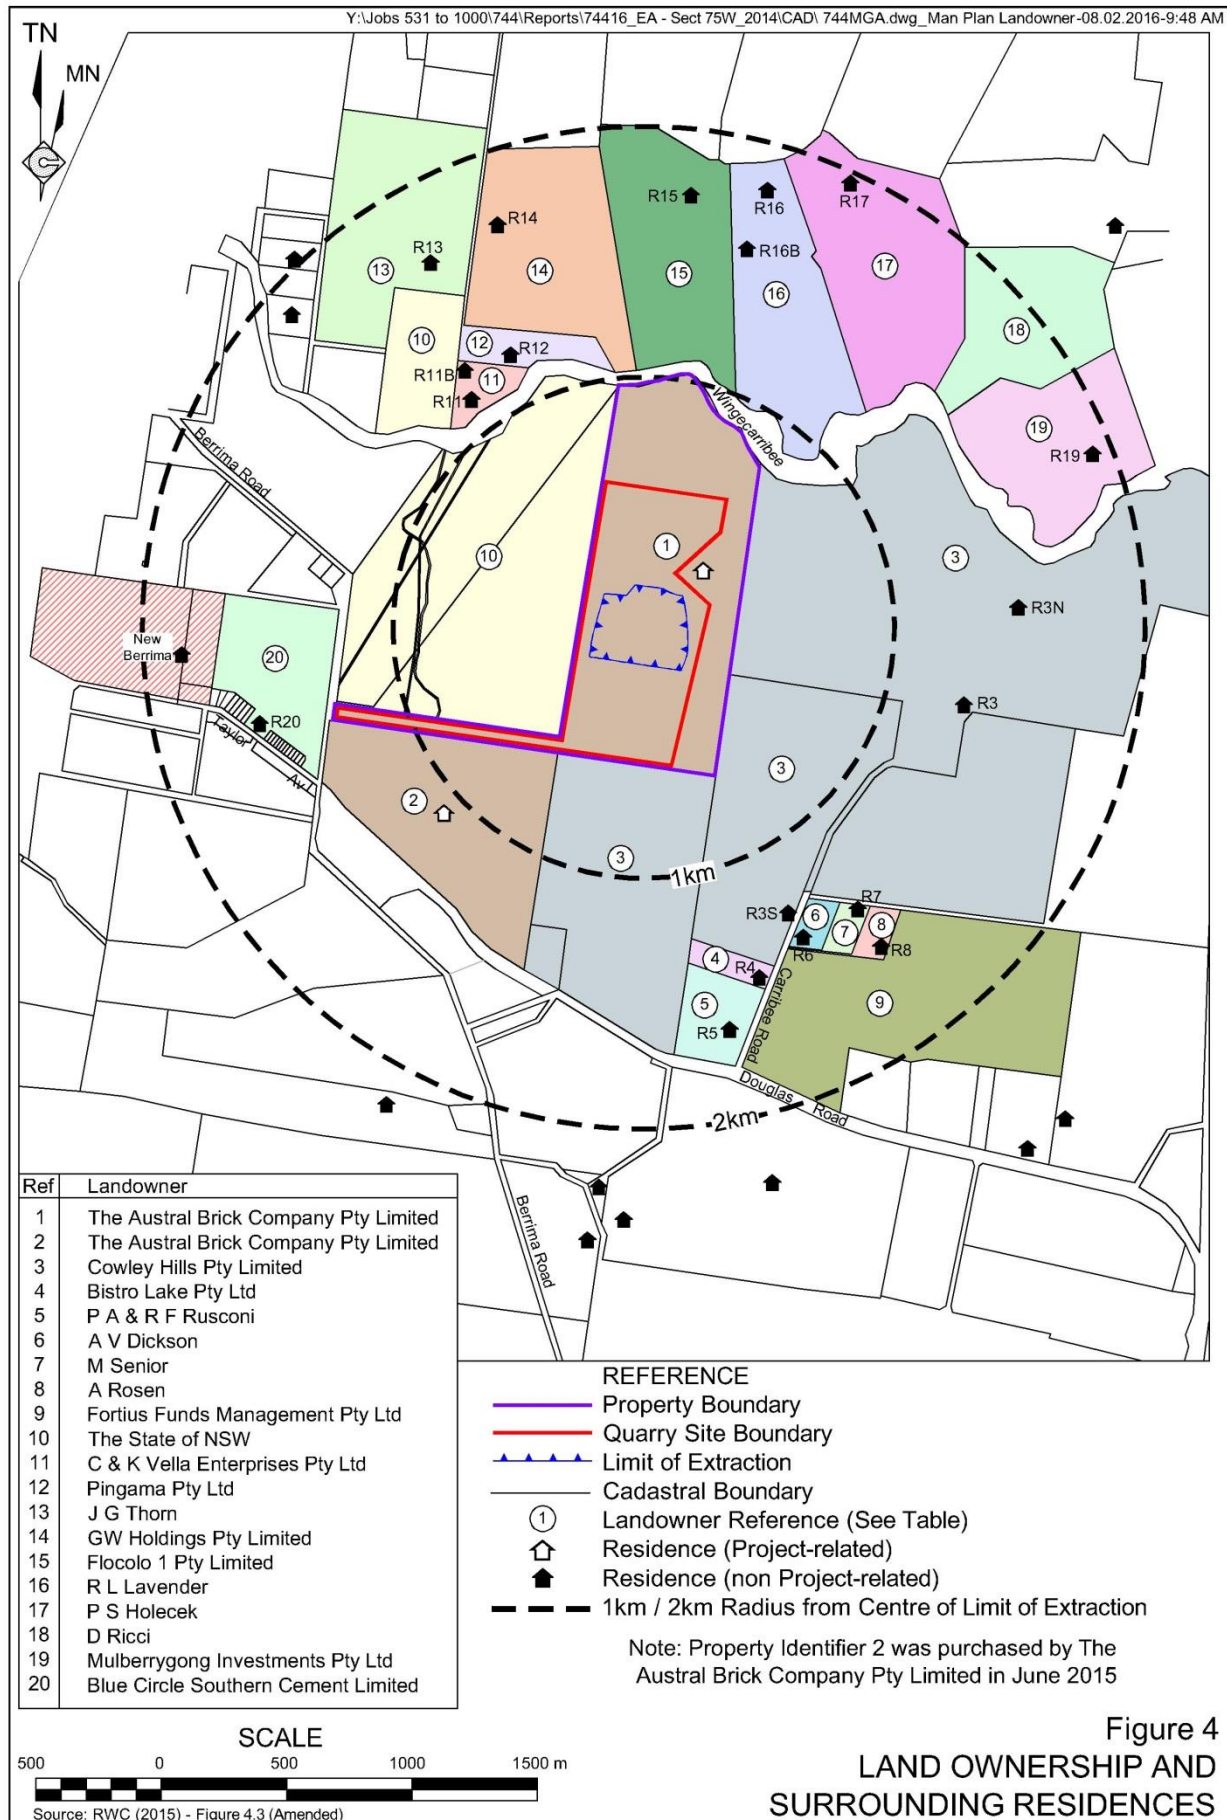 Y:\Jobs 531 to 1000\744\Reports\74416_EA - Sect 75W_2014\CAD\ 744MGA.dwg_Man Plan Landowner-08.02.2016-9:48 AM
TN
MN
R14
R15
R16
R17
R13
R16B
13
14
15
16
17
18
10
12
R12
R11B
11
R11
Wingecarribee
19
R19
Berrima Road
1
10
3
R3N
New
Berrima
20
R20
R3
Taylor
Av
2
3
3
1km
R3S
6
R7
7
8
R6
R8
4
R4
5
R5
Carribee Road
9
Douglas Road
2km
Berrima Road
Ref Landowner
1 The Austral Brick Company Pty Limited
2 The Austral Brick Company Pty Limited
3 Cowley Hills Pty Limited
4 Bistro Lake Pty Ltd
5 P A & R F Rusconi
6 A V Dickson
7 M Senior
8 A Rosen
9 Fortius Funds Management Pty Ltd
10 The State of NSW
11 C & K Vella Enterprises Pty Ltd
12 Pingama Pty Ltd
13 J G Thorn
14 GW Holdings Pty Limited
15 Flocolo 1 Pty Limited
16 R L Lavender
17 P S Holecek
18 D Ricci
19 Mulberrygong Investments Pty Ltd
20 Blue Circle Southern Cement Limited
REFERENCE
Property Boundary
Quarry Site Boundary
Limit of Extraction
Cadastral Boundary
1 Landowner Reference (See Table)
Residence (Project-related)
Residence (non Project-related)
1km / 2km Radius from Centre of Limit of Extraction
Note: Property Identifier 2 was purchased by The
Austral Brick Company Pty Limited in June 2015
SCALE
500 0 500 1000 1500 m
Source: RWC (2015) - Figure 4.3 (Amended)
Figure 4
LAND OWNERSHIP AND
SURROUNDING RESIDENCES